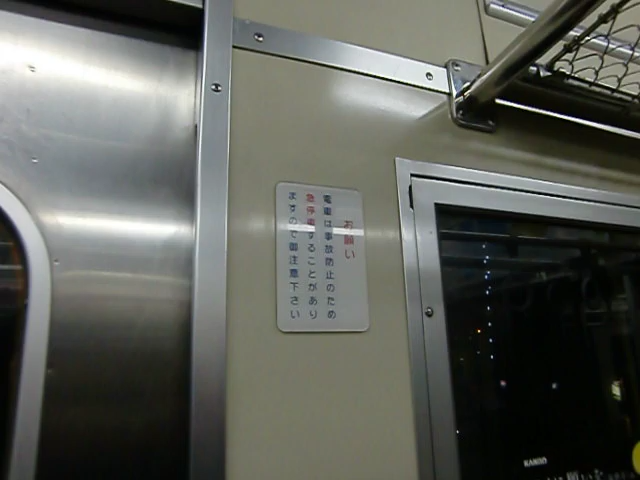 お願い
電車は事故防止のため
急停車することがあり
ますので御注意下さい